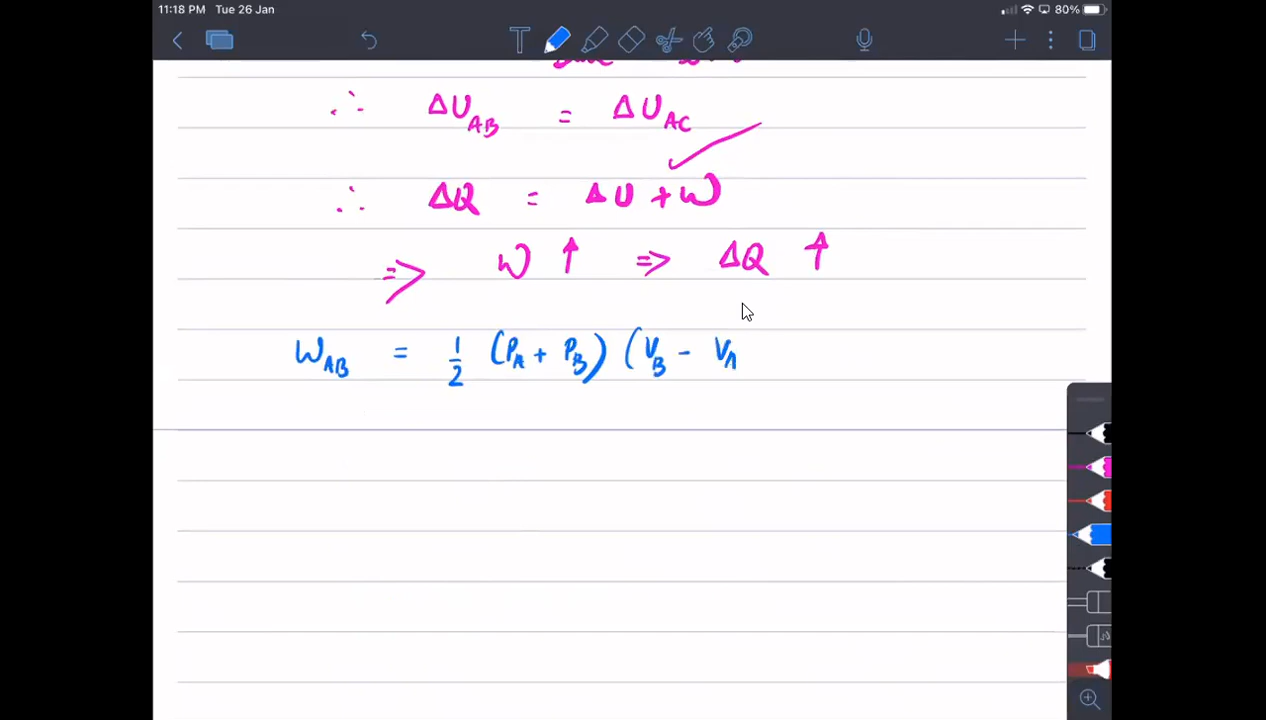 11:18 PM Tue 26 Jan 80%
T
∴ ΔU_AB = ΔU_AC
∴ ΔQ = ΔU + W
⇒ W ↑ ⇒ ΔQ ↑
W_AB = 1/2 (P_A + P_B) (V_B - V_A